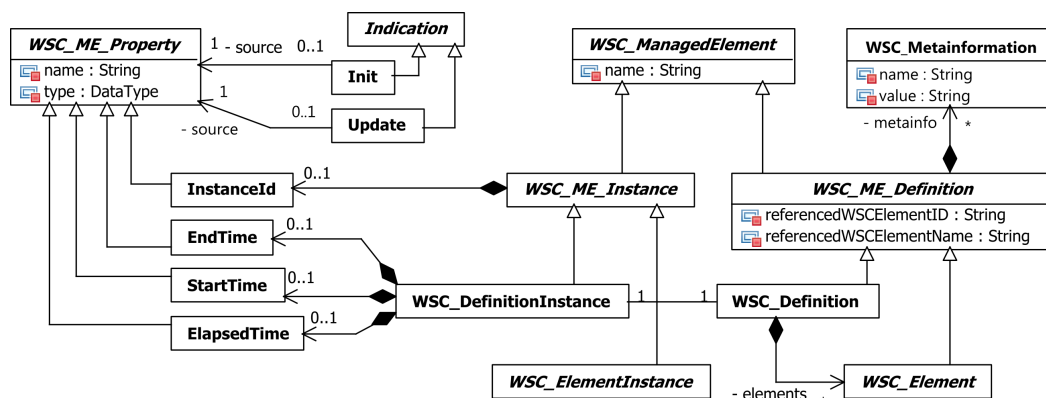 WSC_ME_Property
name : String
type : DataType
1
- source
0..1
Indication
Init
1
- source
0..1
Update
WSC_ManagedElement
name : String
WSC_Metainformation
name : String
value : String
- metainfo
*
InstanceId
0..1
WSC_ME_Instance
WSC_ME_Definition
referencedWSCElementID : String
referencedWSCElementName : String
EndTime
0..1
StartTime
0..1
WSC_DefinitionInstance
1
1
WSC_Definition
ElapsedTime
0..1
WSC_ElementInstance
- elements
WSC_Element